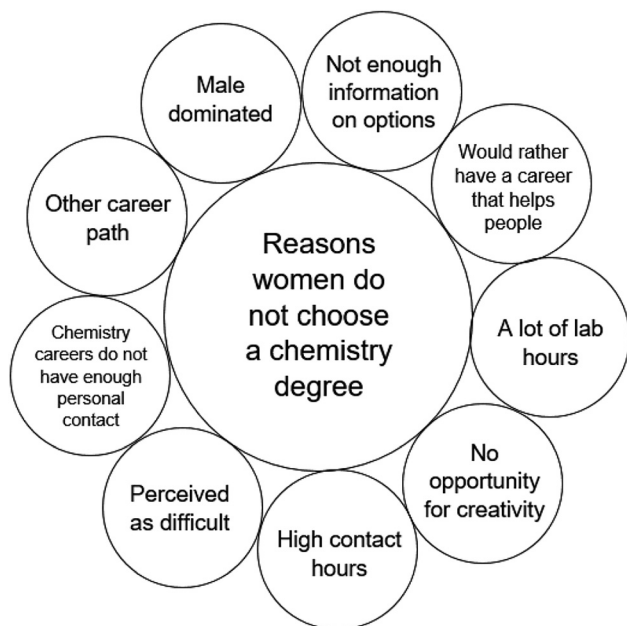 Male
dominated
Not enough
information
on options
Would rather
have a career
that helps
people
Other career
path
Reasons
women do
not choose
a chemistry
degree
A lot of lab
hours
Chemistry
careers do not
have enough
personal
contact
No
opportunity
for creativity
Perceived
as difficult
High contact
hours